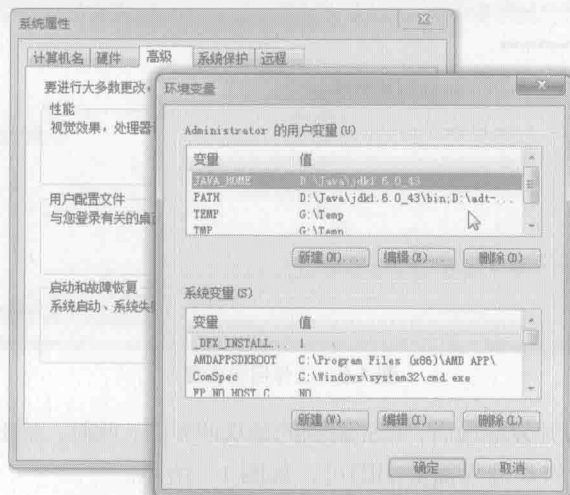 系统属性
计算机名 硬件 高级 系统保护 远程
要进行大多数更改,
性能
视觉效果，处理器
用户配置文件
与您登录有关的桌面
启动和故障恢复
系统启动、系统失
环境变量
Administrator 的用户变量(U)
变量 值
JAVA_HOME D:\Java\jdk1.6.0_43
PATH D:\Java\jdk1.6.0_43\bin;D:\adt-...
TEMP G:\Temp
TMP G:\Temp
新建(N)... 编辑(E)... 删除(D)
系统变量(S)
变量 值
_DFX_INSTALL... 1
AMDAPPSDKROOT C:\Program Files (x86)\AMD APP\
ComSpec C:\Windows\system32\cmd.exe
FP_NO_HOST_C... NO
新建(W)... 编辑(I)... 删除(L)
确定 取消